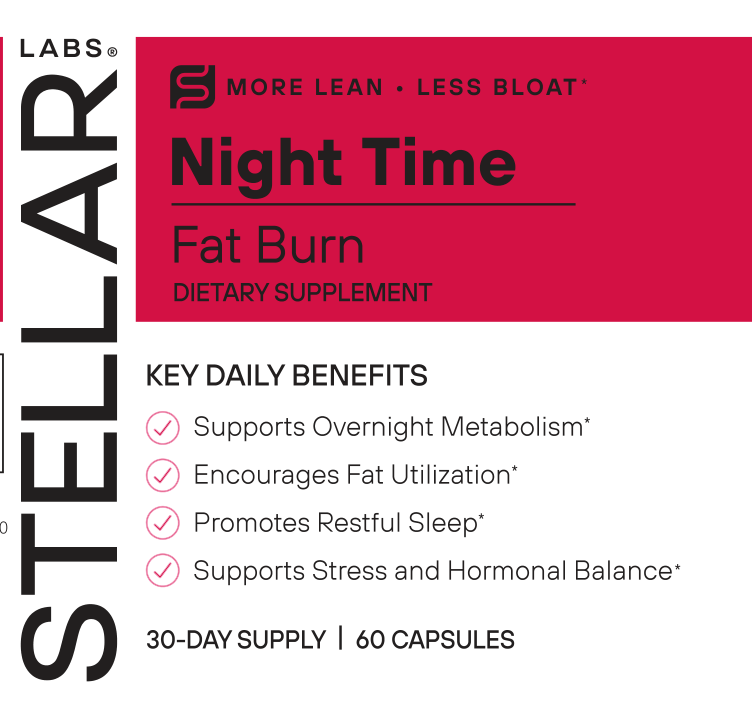 LABS®
STELLAR
MORE LEAN • LESS BLOAT*
Night Time
Fat Burn
DIETARY SUPPLEMENT
KEY DAILY BENEFITS
Supports Overnight Metabolism*
Encourages Fat Utilization*
Promotes Restful Sleep*
Supports Stress and Hormonal Balance*
30-DAY SUPPLY | 60 CAPSULES
0